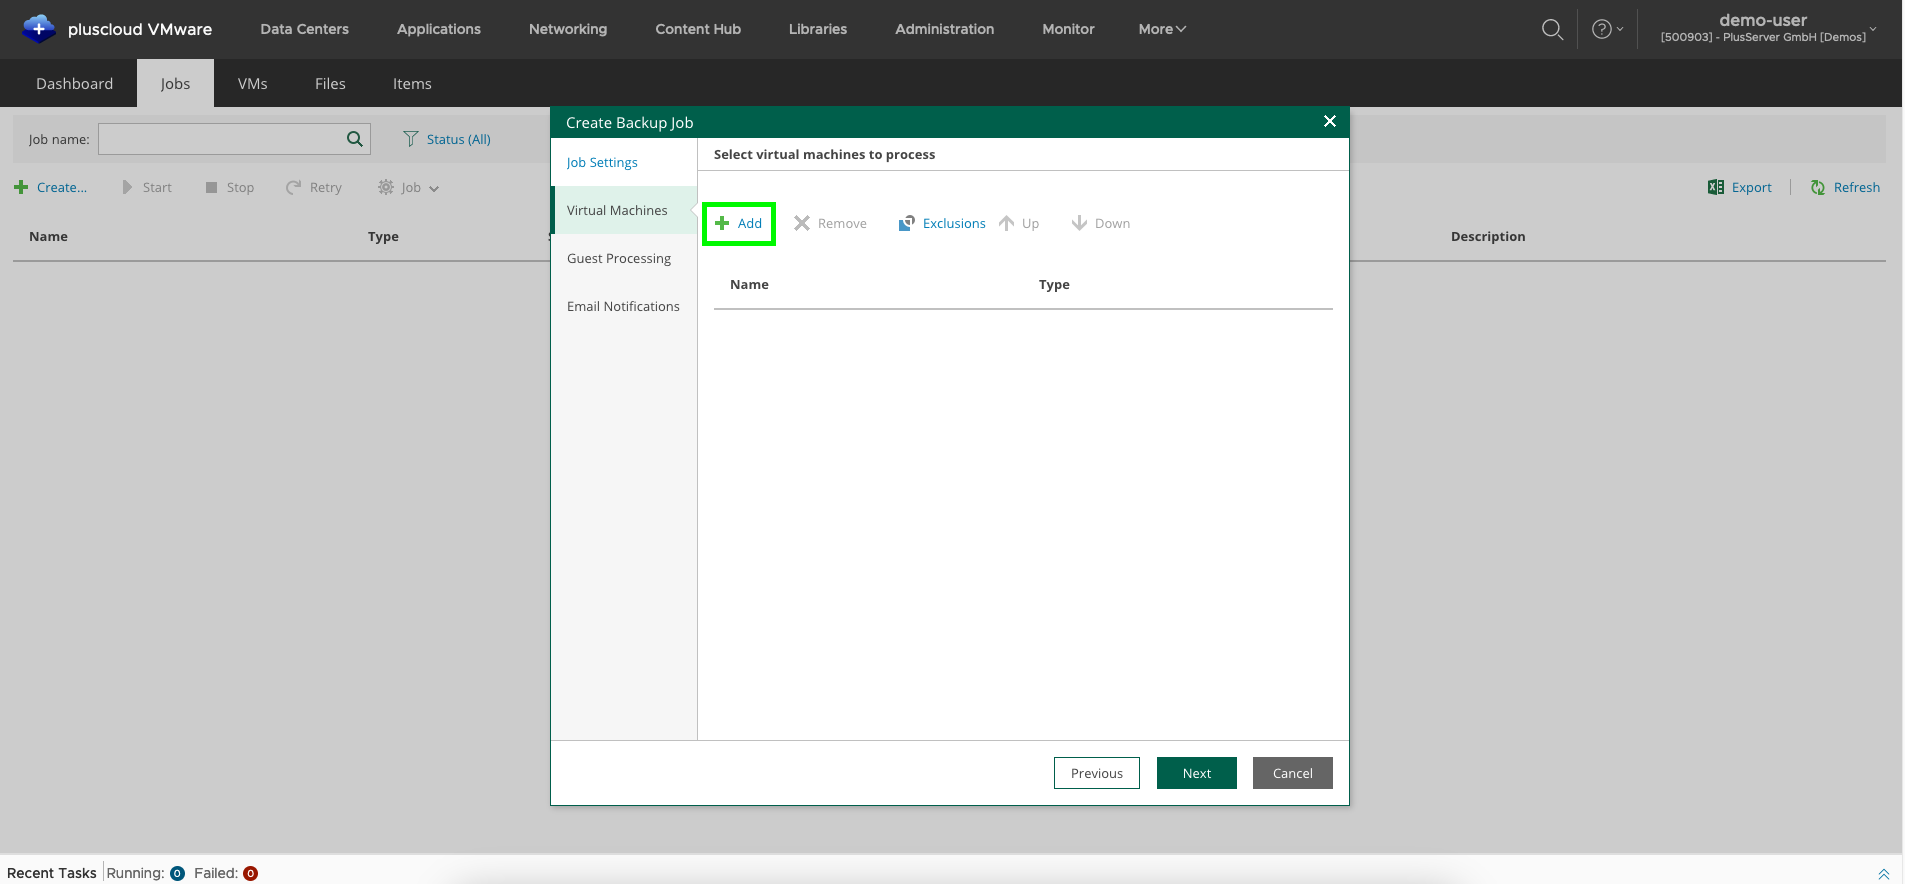 pluscloud VMware Data Centers Applications Networking Content Hub Libraries Administration Monitor More demo-user
[500903] - PlusServer GmbH [Demos]
Dashboard Jobs VMs Files Items
Create Backup Job
Job name: Status (All)
Job Settings
Select virtual machines to process
Create... Start Stop Retry Job
Export Refresh
Virtual Machines
Add Remove Exclusions Up Down
Name Type Description
Guest Processing
Name Type
Email Notifications
Previous Next Cancel
Recent Tasks Running: 0 Failed: 0